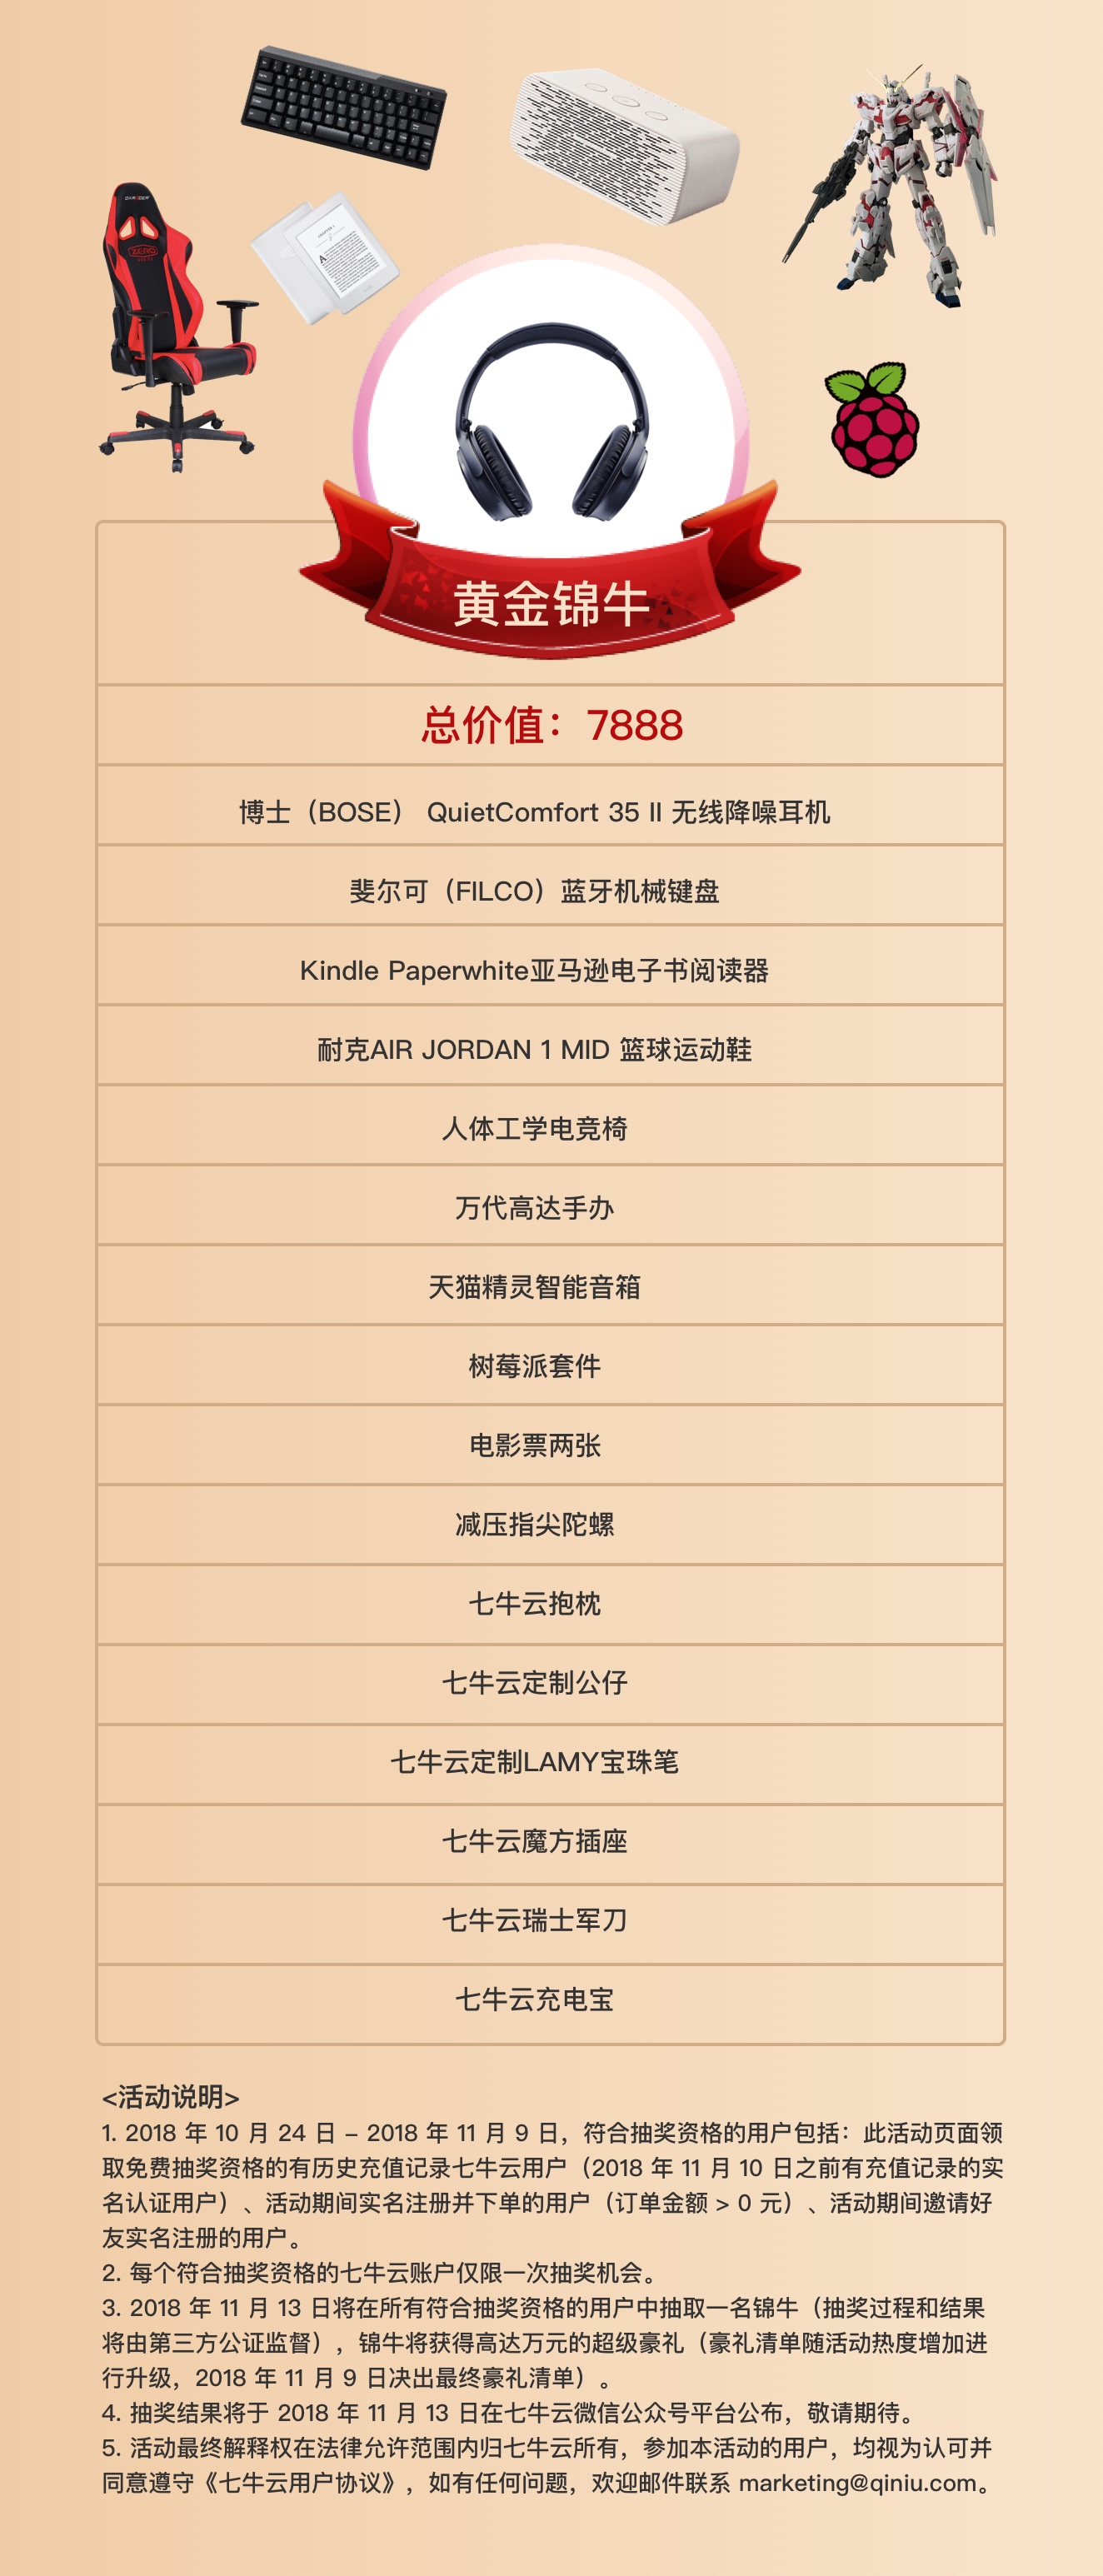 DXRACER
ZERO
黄金锦牛
总价值：7888
博士（BOSE） QuietComfort 35 II 无线降噪耳机
斐尔可（FILCO）蓝牙机械键盘
Kindle Paperwhite亚马逊电子书阅读器
耐克AIR JORDAN 1 MID 篮球运动鞋
人体工学电竞椅
万代高达手办
天猫精灵智能音箱
树莓派套件
电影票两张
减压指尖陀螺
七牛云抱枕
七牛云定制公仔
七牛云定制LAMY宝珠笔
七牛云魔方插座
七牛云瑞士军刀
七牛云充电宝
<活动说明>
1. 2018 年 10 月 24 日 – 2018 年 11 月 9 日，符合抽奖资格的用户包括：此活动页面领
取免费抽奖资格的有历史充值记录七牛云用户（2018 年 11 月 10 日之前有充值记录的实
名认证用户）、活动期间实名注册并下单的用户（订单金额 > 0 元）、活动期间邀请好
友实名注册的用户。
2. 每个符合抽奖资格的七牛云账户仅限一次抽奖机会。
3. 2018 年 11 月 13 日将在所有符合抽奖资格的用户中抽取一名锦牛（抽奖过程和结果
将由第三方公证监督），锦牛将获得高达万元的超级豪礼（豪礼清单随活动热度增加进
行升级，2018 年 11 月 9 日决出最终豪礼清单）。
4. 抽奖结果将于 2018 年 11 月 13 日在七牛云微信公众号平台公布，敬请期待。
5. 活动最终解释权在法律允许范围内归七牛云所有，参加本活动的用户，均视为认可并
同意遵守《七牛云用户协议》，如有任何问题，欢迎邮件联系 marketing@qiniu.com。